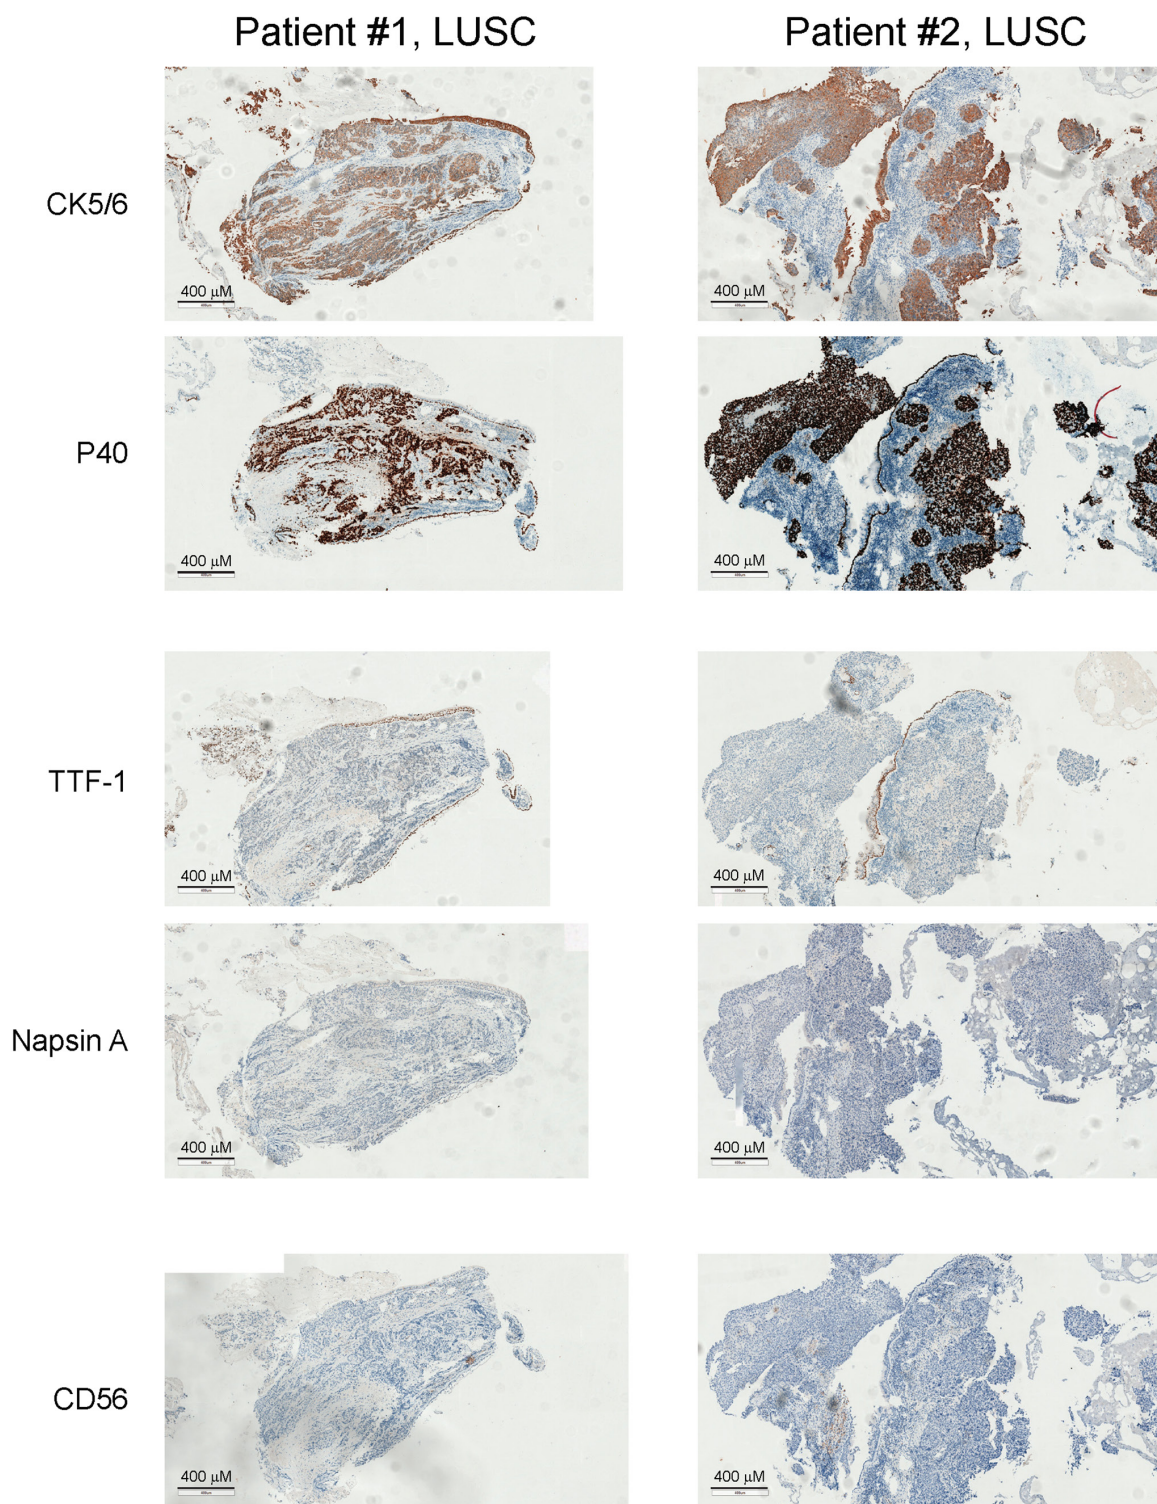 Patient #1, LUSC
Patient #2, LUSC
CK5/6
400 μM
400 μM
P40
400 μM
400 μM
TTF-1
400 μM
400 μM
Napsin A
400 μM
400 μM
CD56
400 μM
400 μM